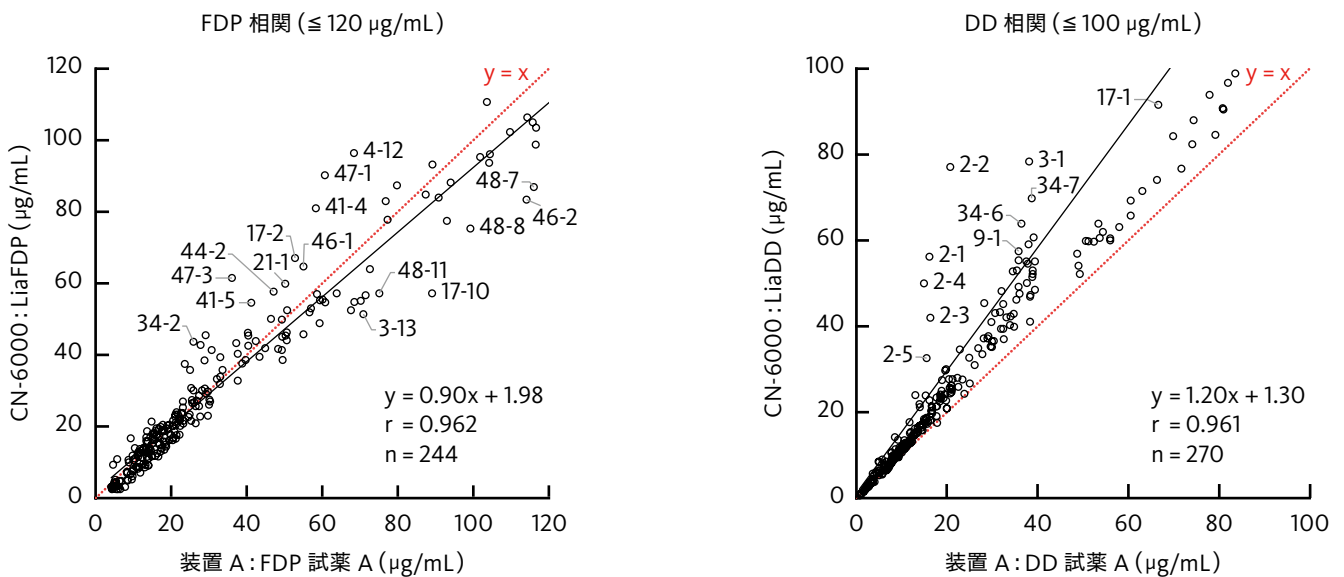 FDP 相関 (≦ 120 μg/mL)
CN-6000 : LiaFDP (μg/mL)
120
100
80
60
40
20
0
y = x
4-12
47-1
41-4
17-2
46-1
44-2
21-1
47-3
41-5
34-2
48-7
46-2
48-8
48-11
17-10
3-13
y = 0.90x + 1.98
r = 0.962
n = 244
0 20 40 60 80 100 120
装置 A : FDP 試薬 A (μg/mL)
DD 相関 (≦ 100 μg/mL)
CN-6000 : LiaDD (μg/mL)
100
80
60
40
20
0
y = x
17-1
2-2
3-1
34-7
34-6
9-1
2-1
2-4
2-3
2-5
y = 1.20x + 1.30
r = 0.961
n = 270
0 20 40 60 80 100
装置 A : DD 試薬 A (μg/mL)